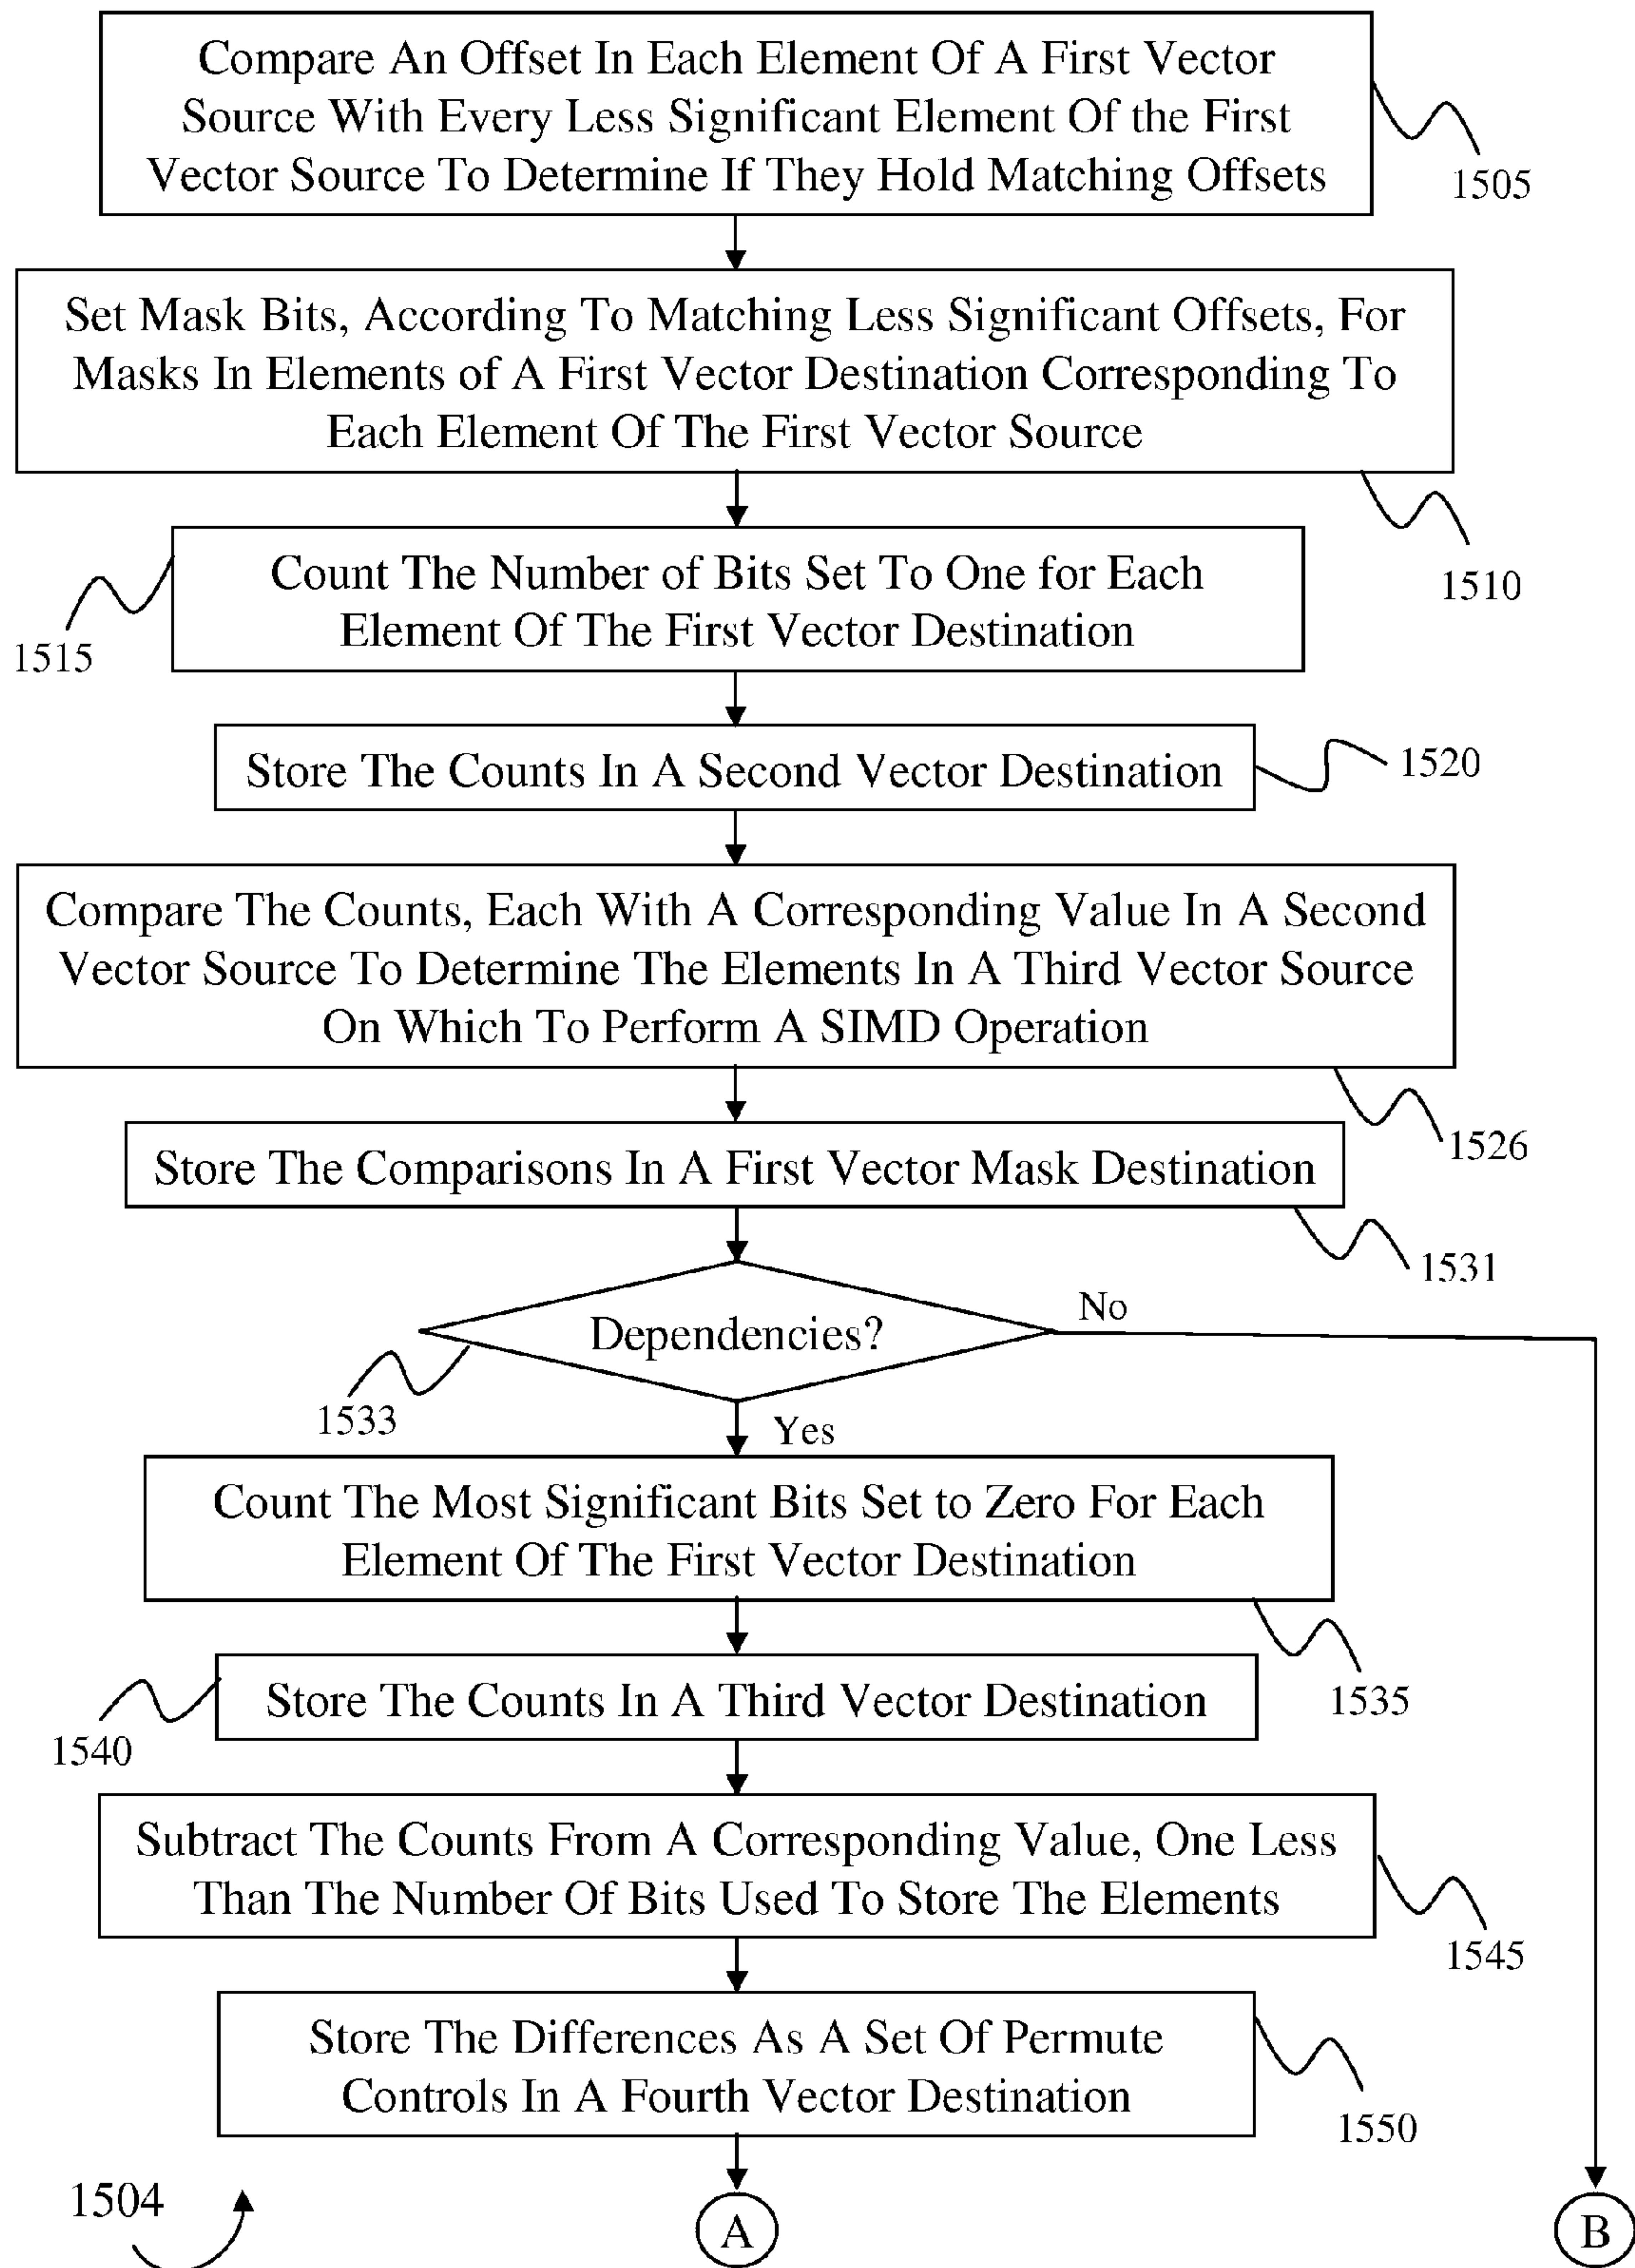 Compare An Offset In Each Element Of A First Vector
Source With Every Less Significant Element Of the First
Vector Source To Determine If They Hold Matching Offsets
1505
Set Mask Bits, According To Matching Less Significant Offsets, For
Masks In Elements of A First Vector Destination Corresponding To
Each Element Of The First Vector Source
1510
Count The Number of Bits Set To One for Each
Element Of The First Vector Destination
1515
Store The Counts In A Second Vector Destination
1520
Compare The Counts, Each With A Corresponding Value In A Second
Vector Source To Determine The Elements In A Third Vector Source
On Which To Perform A SIMD Operation
1526
Store The Comparisons In A First Vector Mask Destination
1531
Dependencies?
No
1533
Yes
Count The Most Significant Bits Set to Zero For Each
Element Of The First Vector Destination
1535
Store The Counts In A Third Vector Destination
1540
Subtract The Counts From A Corresponding Value, One Less
Than The Number Of Bits Used To Store The Elements
1545
Store The Differences As A Set Of Permute
Controls In A Fourth Vector Destination
1550
1504
A
B